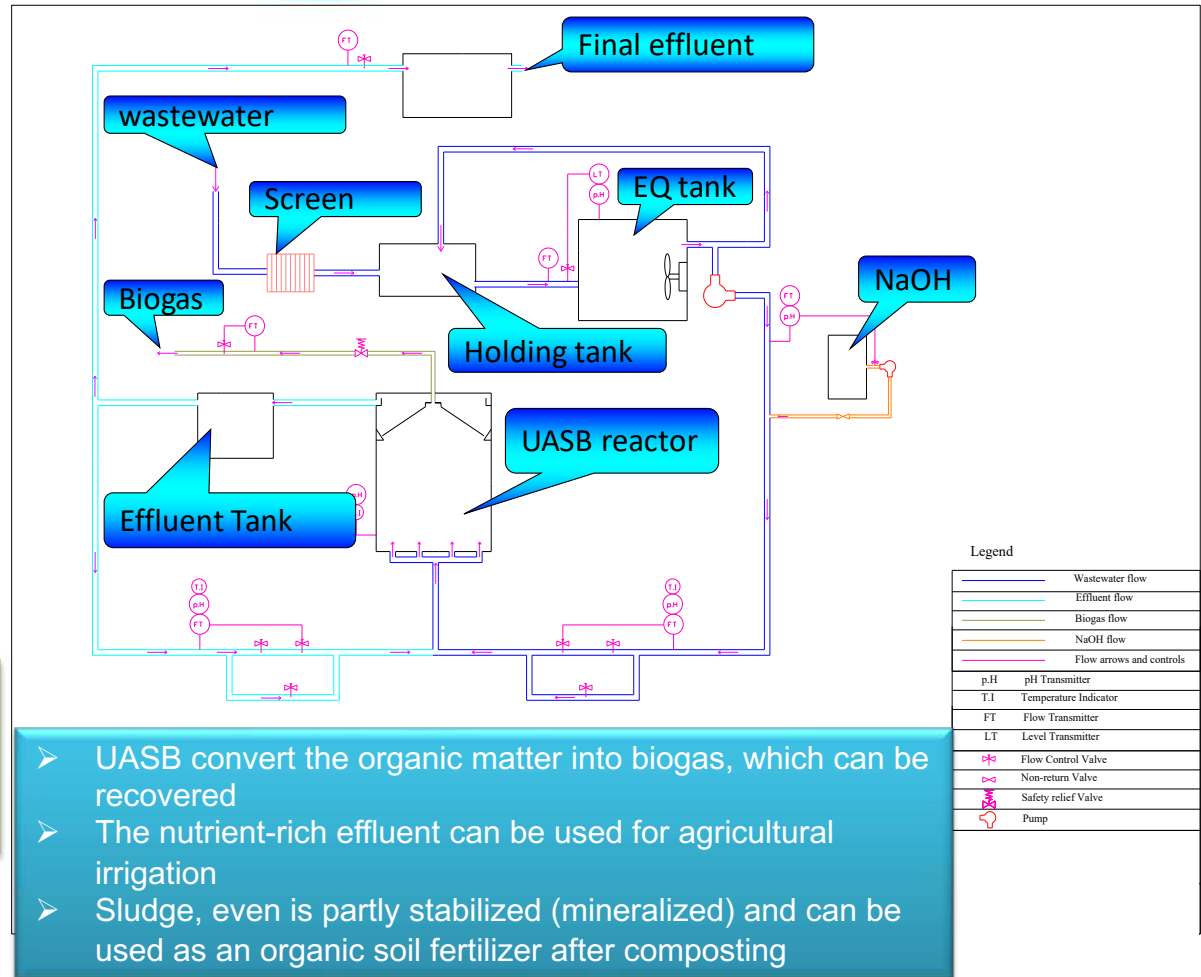 FT
Final effluent
wastewater
LT
p.H
EQ tank
Screen
FT
NaOH
Biogas
FT
p.H
FT
Holding tank
UASB reactor
p.H
T.I
Effluent Tank
T.I
p.H
FT
T.I
p.H
FT
Legend
Wastewater flow
Effluent flow
Biogas flow
NaOH flow
Flow arrows and controls
p.H pH Transmitter
T.I Temperature Indicator
FT Flow Transmitter
LT Level Transmitter
Flow Control Valve
Non-return Valve
Safety relief Valve
Pump
➢ UASB convert the organic matter into biogas, which can be
recovered
➢ The nutrient-rich effluent can be used for agricultural
irrigation
➢ Sludge, even is partly stabilized (mineralized) and can be
used as an organic soil fertilizer after composting